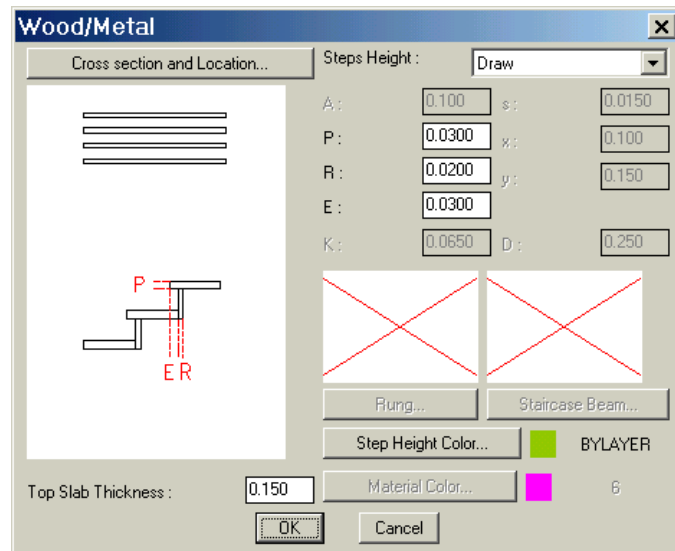 Wood/Metal
Cross section and Location...
Steps Height :
Draw
A :
0.100
s :
0.0150
P :
0.0300
x :
0.100
R :
0.0200
y :
0.150
E :
0.0300
K :
0.0650
D :
0.250
P
E R
Rung...
Staircase Beam...
Step Height Color...
BYLAYER
Top Slab Thickness :
0.150
Material Color...
6
OK
Cancel